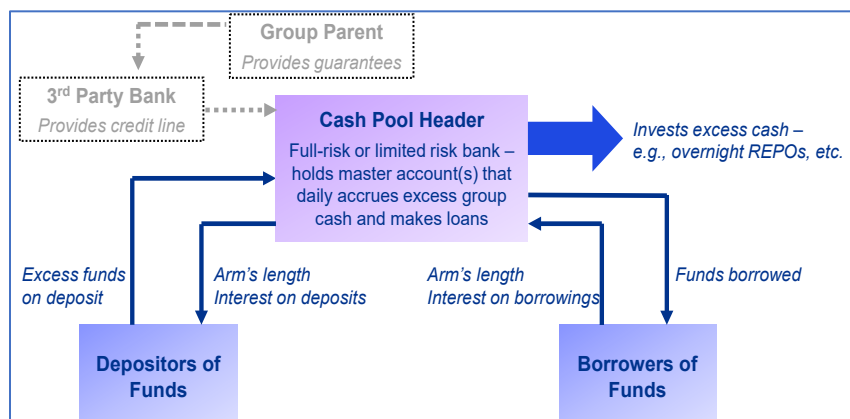 Group Parent
Provides guarantees
3rd Party Bank
Provides credit line
Cash Pool Header
Full-risk or limited risk bank –
holds master account(s) that
daily accrues excess group
cash and makes loans
Invests excess cash –
e.g., overnight REPOs, etc.
Excess funds
on deposit
Arm's length
Interest on deposits
Arm's length
Interest on borrowings
Funds borrowed
Depositors of
Funds
Borrowers of
Funds